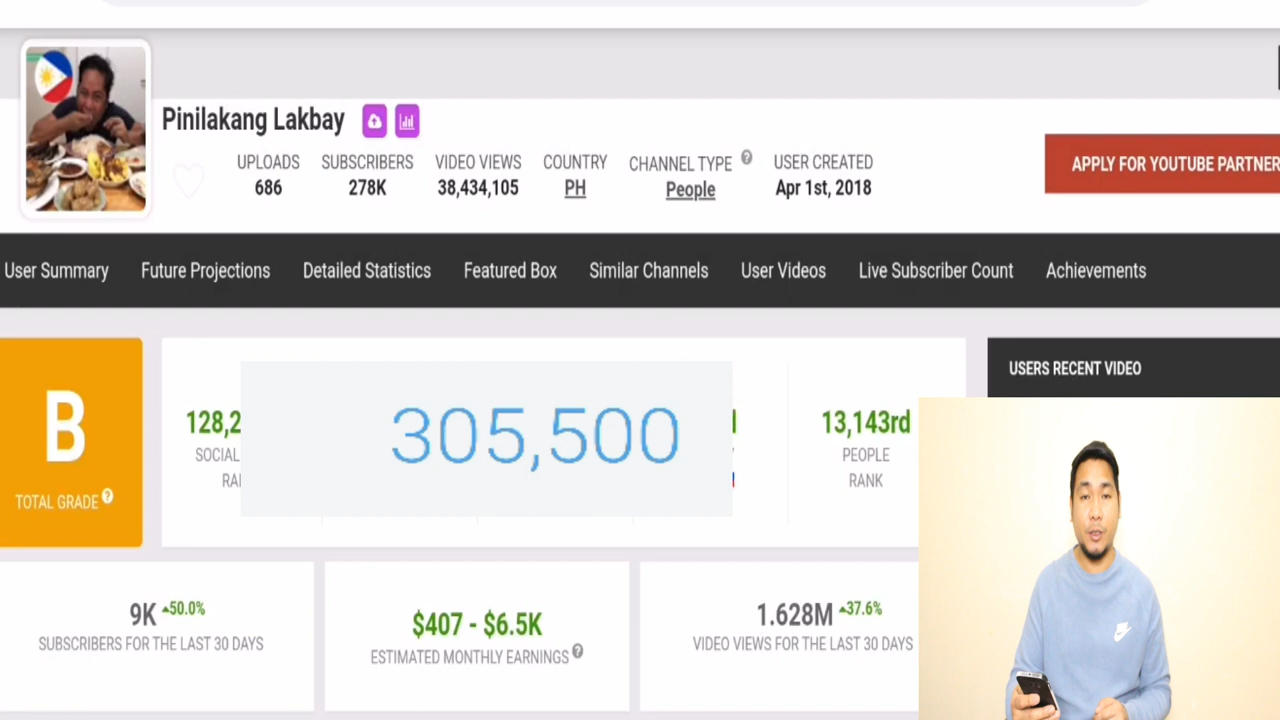 Pinilakang Lakbay
UPLOADS SUBSCRIBERS VIDEO VIEWS COUNTRY CHANNEL TYPE ? USER CREATED
686 278K 38,434,105 PH People Apr 1st, 2018
APPLY FOR YOUTUBE PARTNER
User Summary Future Projections Detailed Statistics Featured Box Similar Channels User Videos Live Subscriber Count Achievements
B
TOTAL GRADE ?
128,2
SOCIAL
305,500
13,143rd
PEOPLE
RANK
USERS RECENT VIDEO
9K 50.0%
SUBSCRIBERS FOR THE LAST 30 DAYS
$407 - $6.5K
ESTIMATED MONTHLY EARNINGS ?
1.628M 37.6%
VIDEO VIEWS FOR THE LAST 30 DAYS